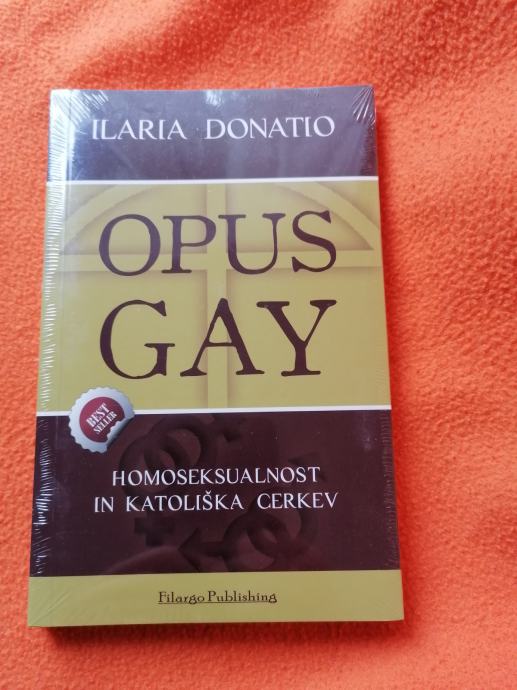 ILARIA DONATIO
OPUS
GAY
BEST
SELLER
HOMOSEKSUALNOST
IN KATOLIŠKA CERKEV
Filargo Publishing